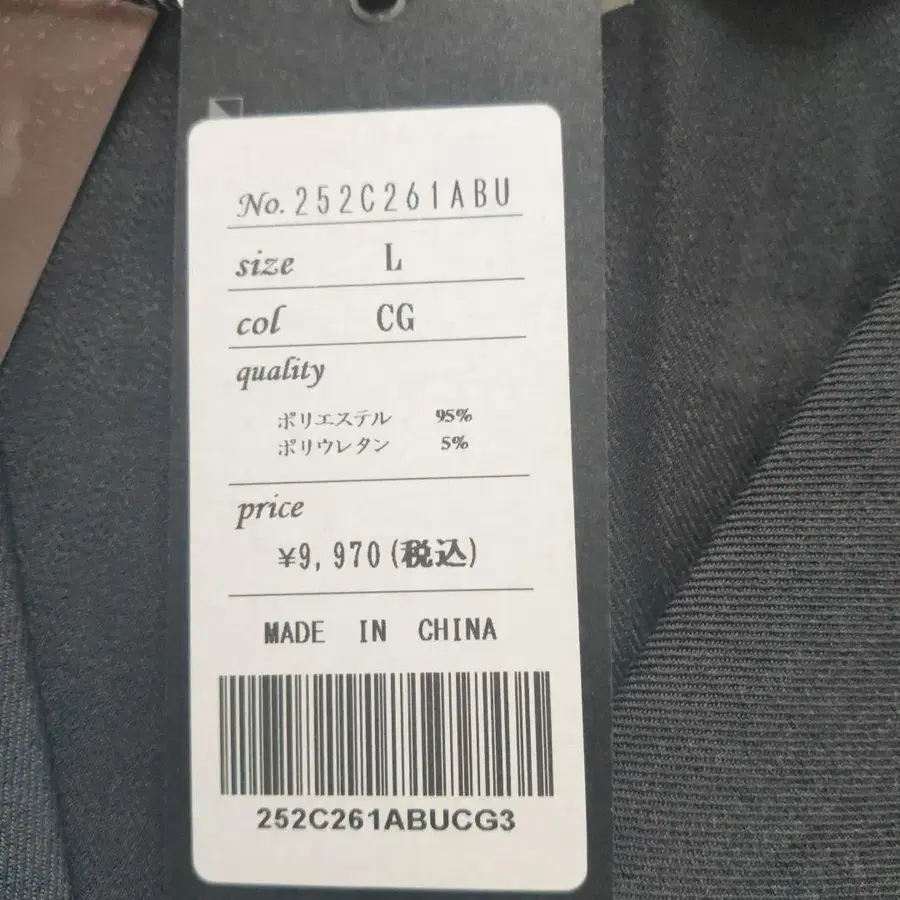 No. 252C261ABU
size L
col CG
quality
ポリエステル 95%
ポリウレタン 5%
price
¥9,970(税込)
MADE IN CHINA
252C261ABUCG3